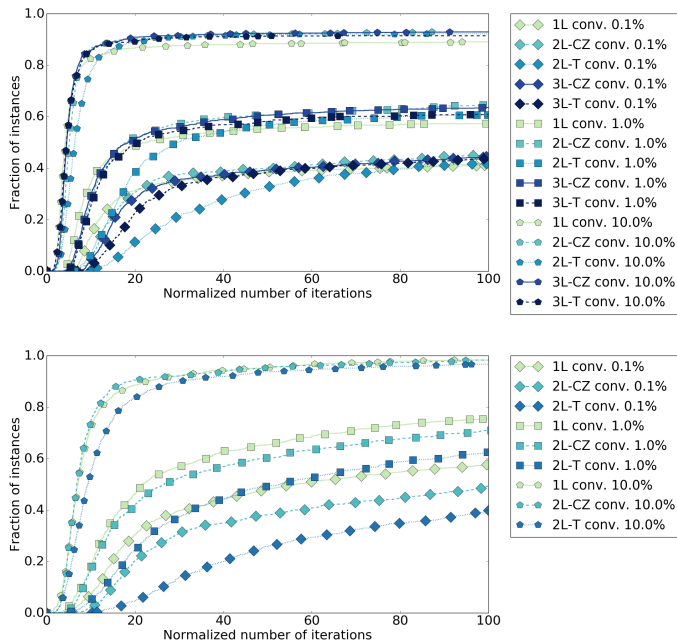 1.0
0.8
0.6
0.4
0.2
0.0
Fraction of instances
0 20 40 60 80 100
Normalized number of iterations
1L conv. 0.1%
2L-CZ conv. 0.1%
2L-T conv. 0.1%
3L-CZ conv. 0.1%
3L-T conv. 0.1%
1L conv. 1.0%
2L-CZ conv. 1.0%
2L-T conv. 1.0%
3L-CZ conv. 1.0%
3L-T conv. 1.0%
1L conv. 10.0%
2L-CZ conv. 10.0%
2L-T conv. 10.0%
3L-CZ conv. 10.0%
3L-T conv. 10.0%
1.0
0.8
0.6
0.4
0.2
0.0
Fraction of instances
0 20 40 60 80 100
Normalized number of iterations
1L conv. 0.1%
2L-CZ conv. 0.1%
2L-T conv. 0.1%
1L conv. 1.0%
2L-CZ conv. 1.0%
2L-T conv. 1.0%
1L conv. 10.0%
2L-CZ conv. 10.0%
2L-T conv. 10.0%